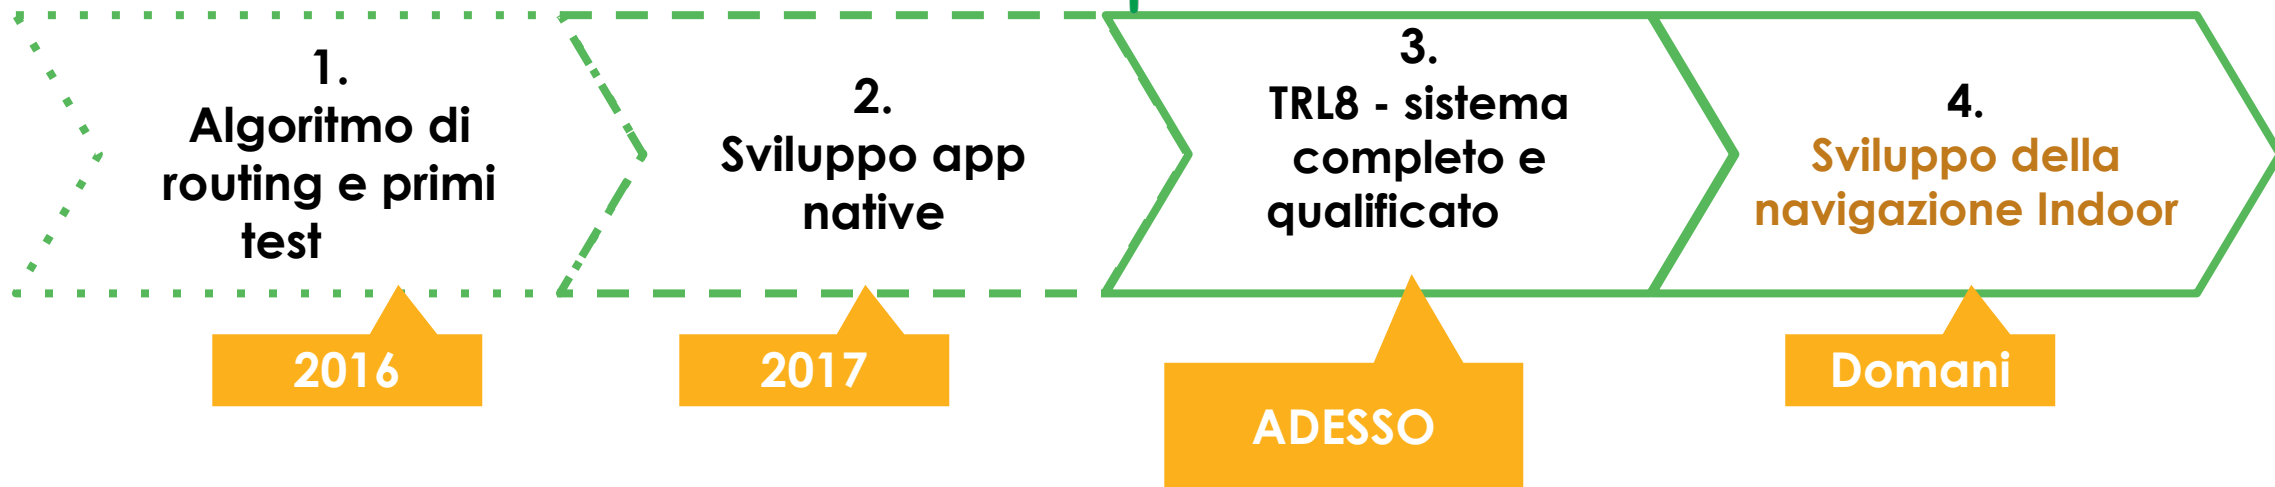 1.
Algoritmo di
routing e primi
test
2.
Sviluppo app
native
3.
TRL8 - sistema
completo e
qualificato
4.
Sviluppo della
navigazione Indoor
2016
2017
ADESSO
Domani